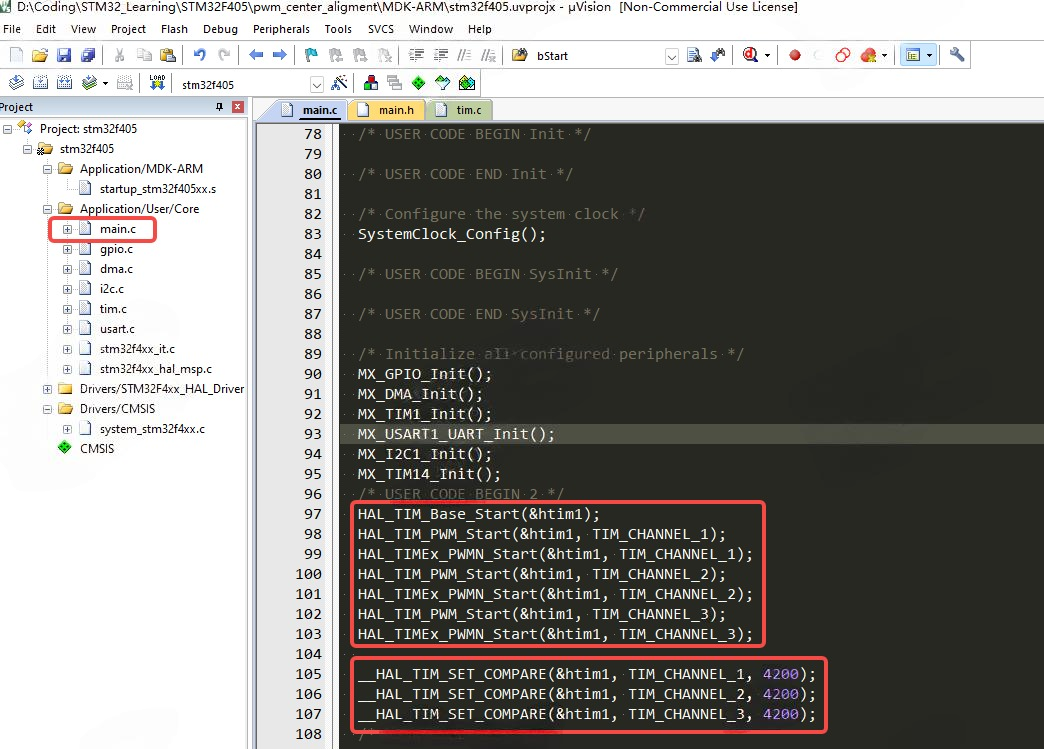 D:\Coding\STM32_Learning\STM32F405\pwm_center_aligment\MDK-ARM\stm32f405.uvprojx - µVision  [Non-Commercial Use License]
File Edit View Project Flash Debug Peripherals Tools SVCS Window Help
bStart
LOAD
stm32f405
Project
Project: stm32f405
stm32f405
Application/MDK-ARM
startup_stm32f405xx.s
Application/User/Core
main.c
gpio.c
dma.c
i2c.c
tim.c
usart.c
stm32f4xx_it.c
stm32f4xx_hal_msp.c
Drivers/STM32F4xx_HAL_Driver
Drivers/CMSIS
system_stm32f4xx.c
CMSIS
main.c main.h tim.c
78 /* USER CODE BEGIN Init */
79
80 /* USER CODE END Init */
81
82 /* Configure the system clock */
83 SystemClock_Config();
84
85 /* USER CODE BEGIN SysInit */
86
87 /* USER CODE END SysInit */
88
89 /* Initialize all configured peripherals */
90 MX_GPIO_Init();
91 MX_DMA_Init();
92 MX_TIM1_Init();
93 MX_USART1_UART_Init();
94 MX_I2C1_Init();
95 MX_TIM14_Init();
96 /* USER CODE BEGIN 2 */
97 HAL_TIM_Base_Start(&htim1);
98 HAL_TIM_PWM_Start(&htim1, TIM_CHANNEL_1);
99 HAL_TIMEx_PWMN_Start(&htim1, TIM_CHANNEL_1);
100 HAL_TIM_PWM_Start(&htim1, TIM_CHANNEL_2);
101 HAL_TIMEx_PWMN_Start(&htim1, TIM_CHANNEL_2);
102 HAL_TIM_PWM_Start(&htim1, TIM_CHANNEL_3);
103 HAL_TIMEx_PWMN_Start(&htim1, TIM_CHANNEL_3);
104
105 __HAL_TIM_SET_COMPARE(&htim1, TIM_CHANNEL_1, 4200);
106 __HAL_TIM_SET_COMPARE(&htim1, TIM_CHANNEL_2, 4200);
107 __HAL_TIM_SET_COMPARE(&htim1, TIM_CHANNEL_3, 4200);
108 /*